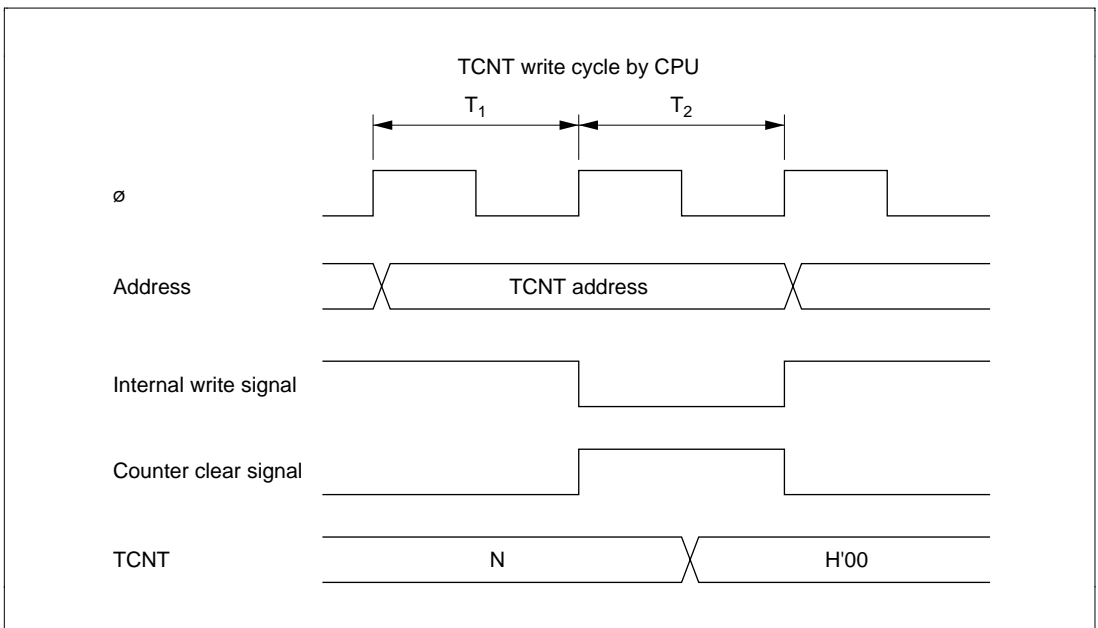 TCNT write cycle by CPU
T1 T2
ø
Address TCNT address
Internal write signal
Counter clear signal
TCNT N H'00